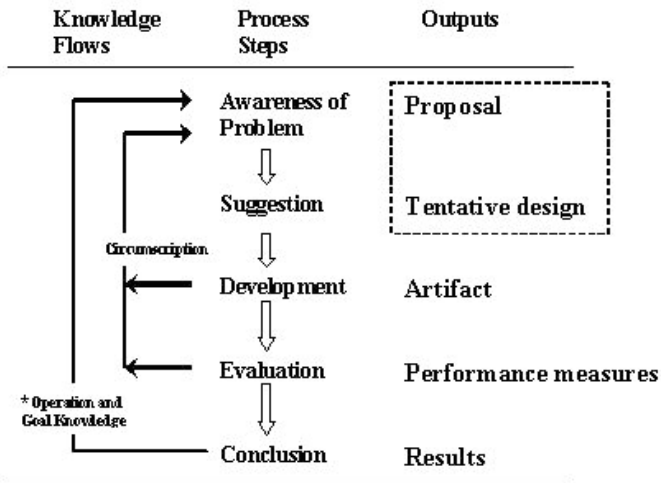 Knowledge Flows
Process Steps
Outputs
Awareness of Problem
Proposal
Suggestion
Tentative design
Circumscription
Development
Artifact
Evaluation
Performance measures
* Operation and
Goal Knowledge
Conclusion
Results